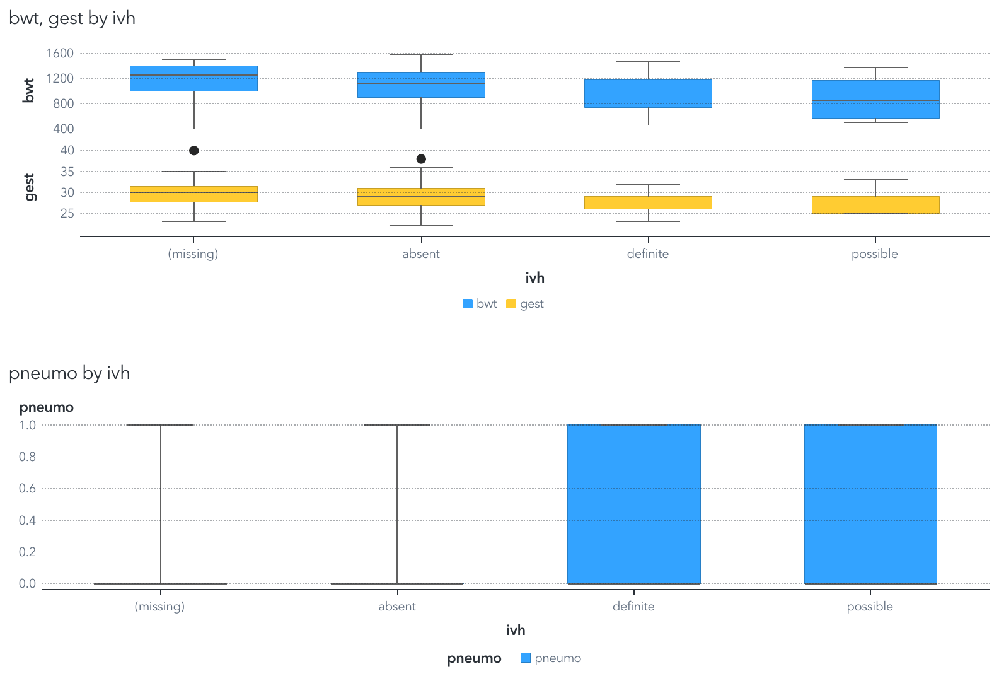 bwt, gest by ivh
1600
1200
800
400
bwt
40
35
30
25
gest
(missing) absent definite possible
ivh
bwt gest
pneumo by ivh
pneumo
1.0
0.8
0.6
0.4
0.2
0.0
(missing) absent definite possible
ivh
pneumo pneumo